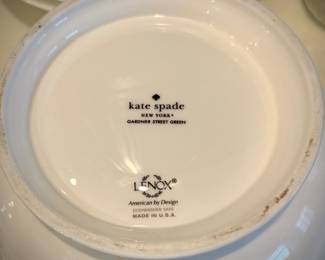 kate spade
NEW YORK
GARDNER STREET GREEN
LENOX®
American by Design
DISHWASHER SAFE
MADE IN U.S.A.